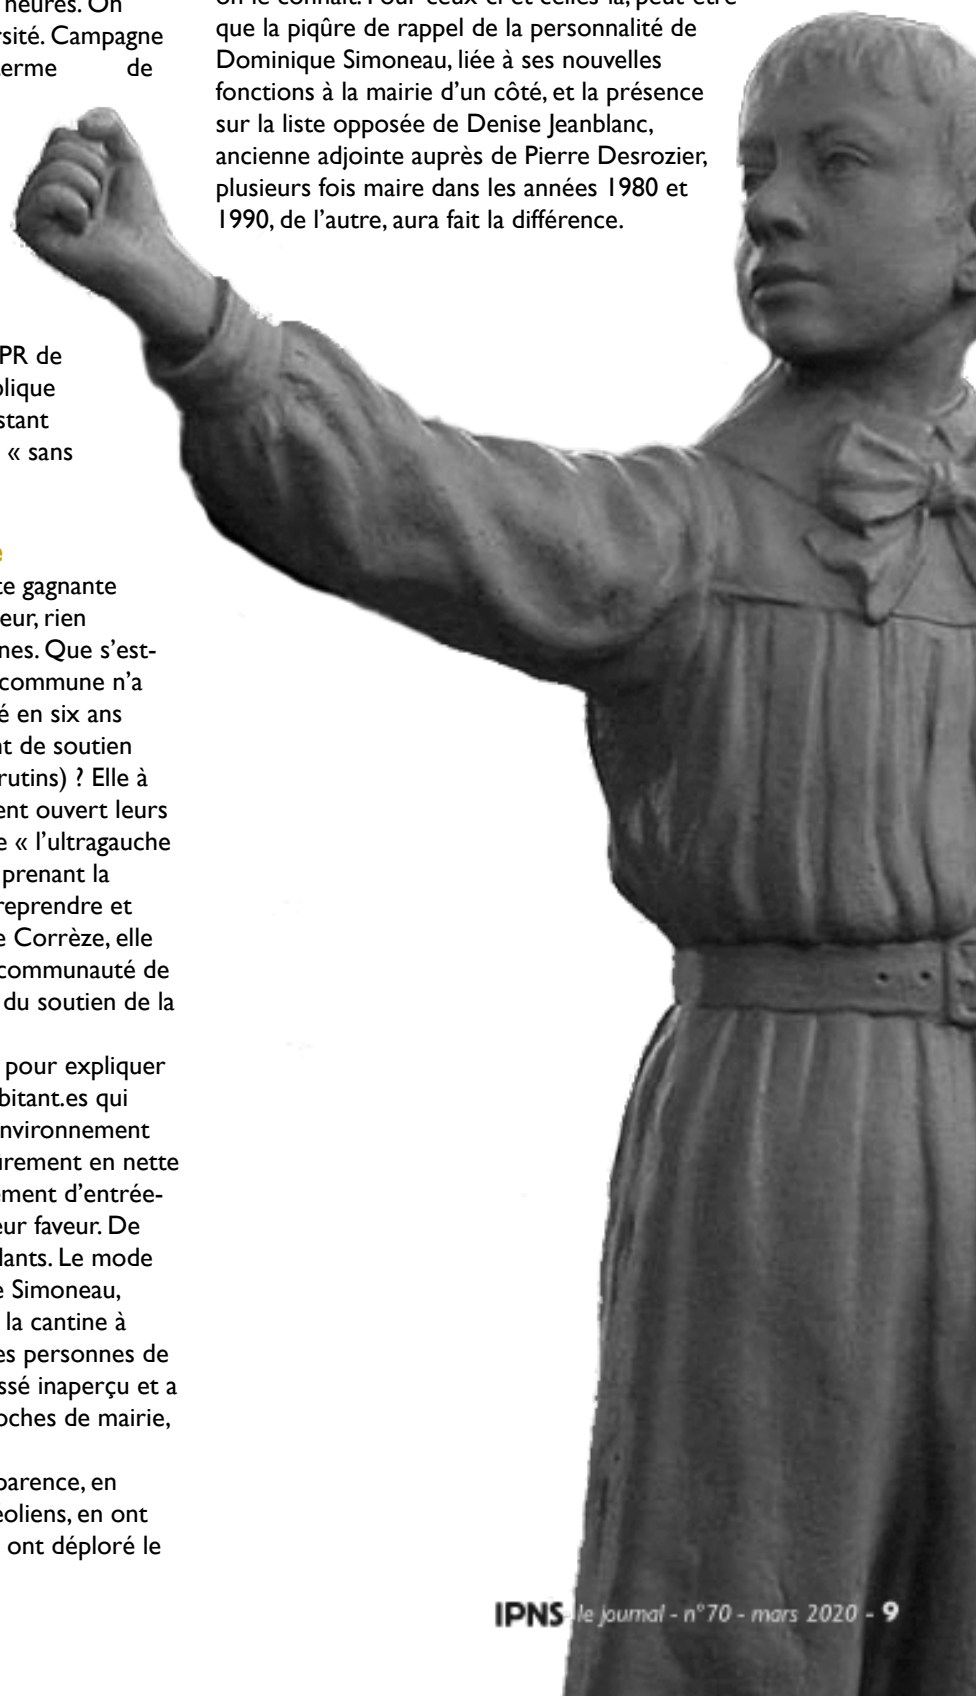 heures. On
rsité. Campagne
terme de
PR de
blique
stant
« sans
e
te gagnante
eur, rien
nes. Que s'est-
commune n'a
é en six ans
nt de soutien
rutins) ? Elle à
ent ouvert leurs
e « l'ultragauche
prenant la
reprendre et
e Corrèze, elle
communauté de
du soutien de la
pour expliquer
bitant.es qui
nvironnement
ûrement en nette
ement d'entrée-
eur faveur. De
lants. Le mode
e Simoneau,
la cantine à
es personnes de
ssé inaperçu et a
oches de mairie,
parence, en
éoliens, en ont
ont déploré le
on le connaît. Pour ceux-ci et celles-là, peut-être
que la piqûre de rappel de la personnalité de
Dominique Simoneau, liée à ses nouvelles
fonctions à la mairie d'un côté, et la présence
sur la liste opposée de Denise Jeanblanc,
ancienne adjointe auprès de Pierre Desrozier,
plusieurs fois maire dans les années 1980 et
1990, de l'autre, aura fait la différence.
IPNS - le journal - n°70 - mars 2020 - 9